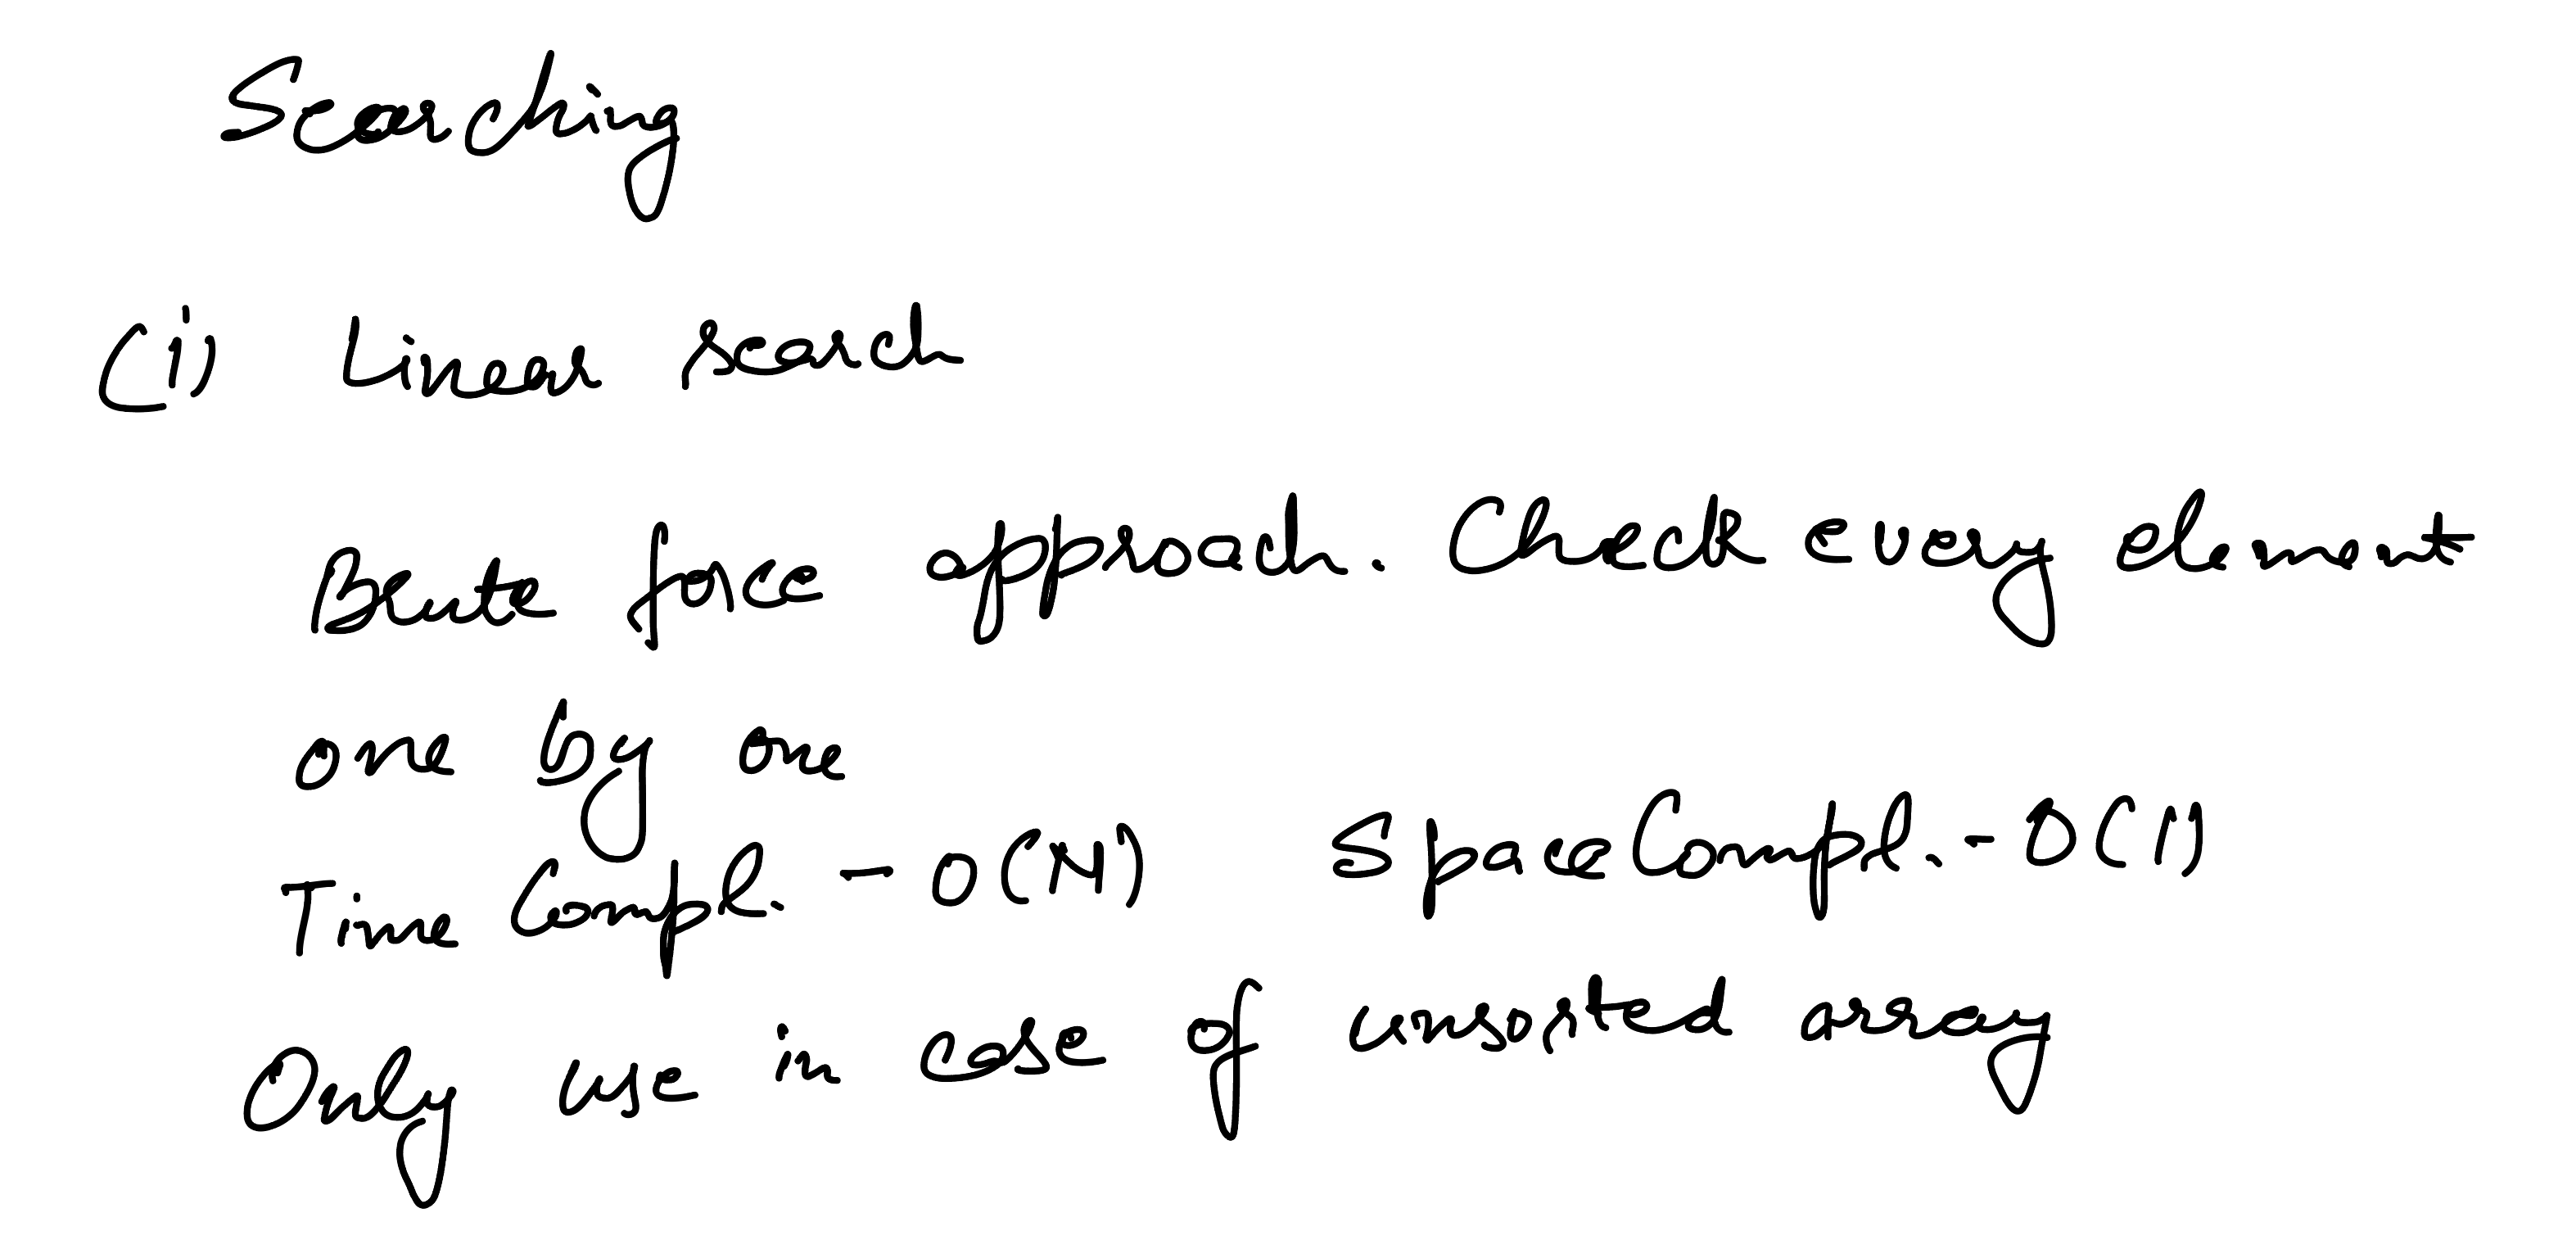 Searching
(i) Linear search
Brute force approach. Check every element
one by one
Time Compl. - O(N) Space Compl. - O(1)
Only use in case of unsorted array